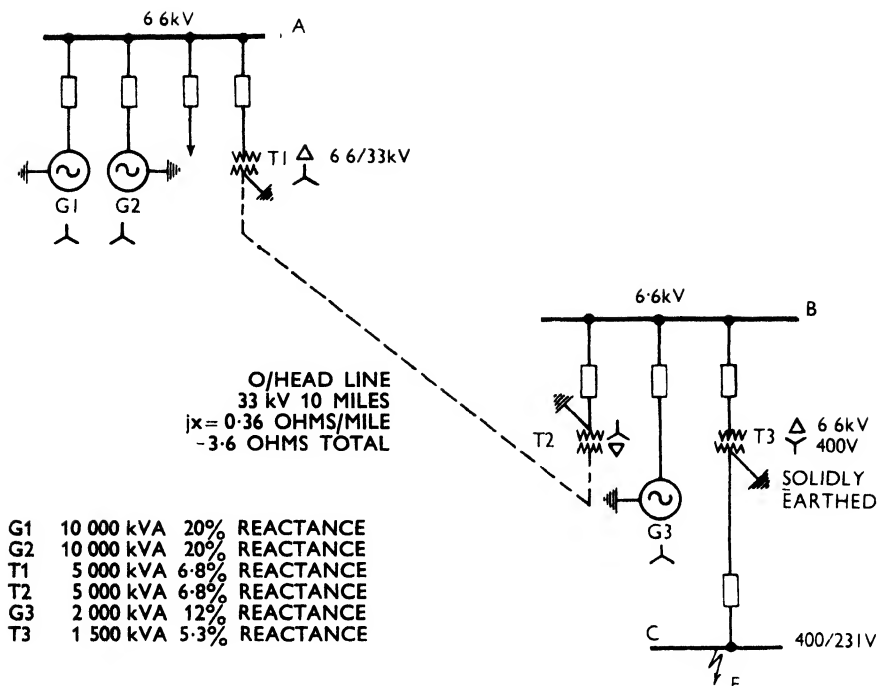 6 6kV
A
T1 6 6/33kV
G1 G2
6·6kV
B
O/HEAD LINE
33 kV 10 MILES
jx= 0·36 OHMS/MILE
-3·6 OHMS TOTAL
T2
T3 6 6kV
400V
SOLIDLY
EARTHED
G3
G1 10 000 kVA 20% REACTANCE
G2 10 000 kVA 20% REACTANCE
T1 5 000 kVA 6·8% REACTANCE
T2 5 000 kVA 6·8% REACTANCE
G3 2 000 kVA 12% REACTANCE
T3 1 500 kVA 5·3% REACTANCE
C
400/231V
F